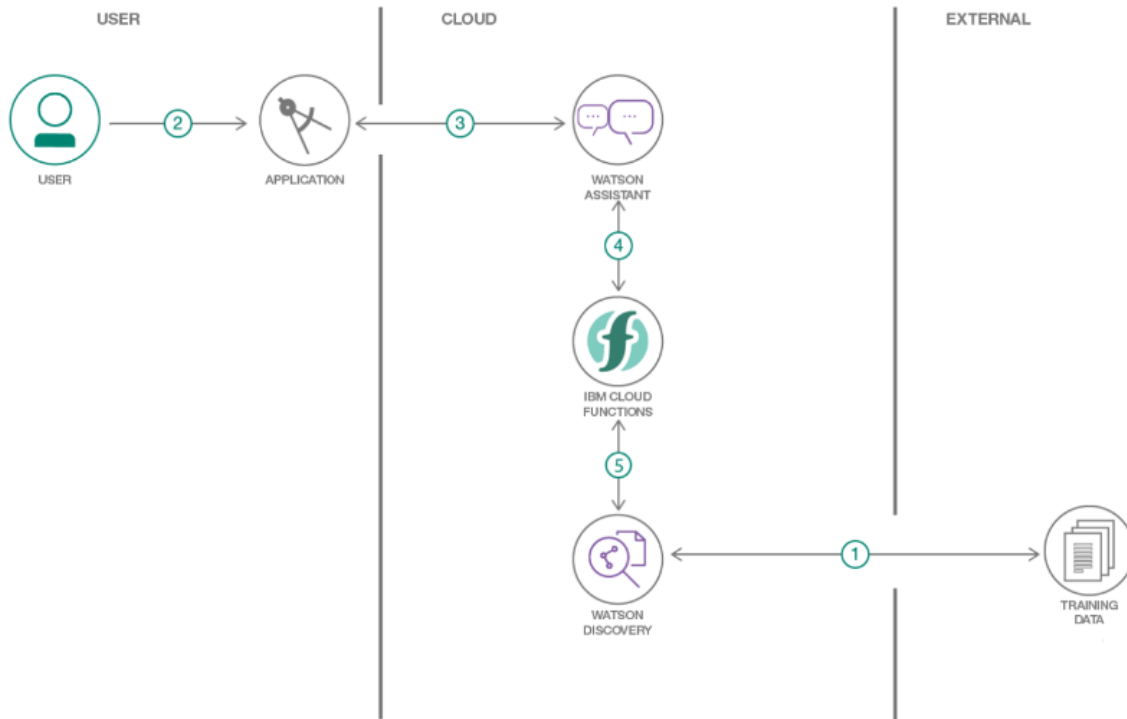 USER
CLOUD
EXTERNAL
2
3
USER
APPLICATION
WATSON
ASSISTANT
4
IBM CLOUD
FUNCTIONS
5
1
WATSON
DISCOVERY
TRAINING
DATA